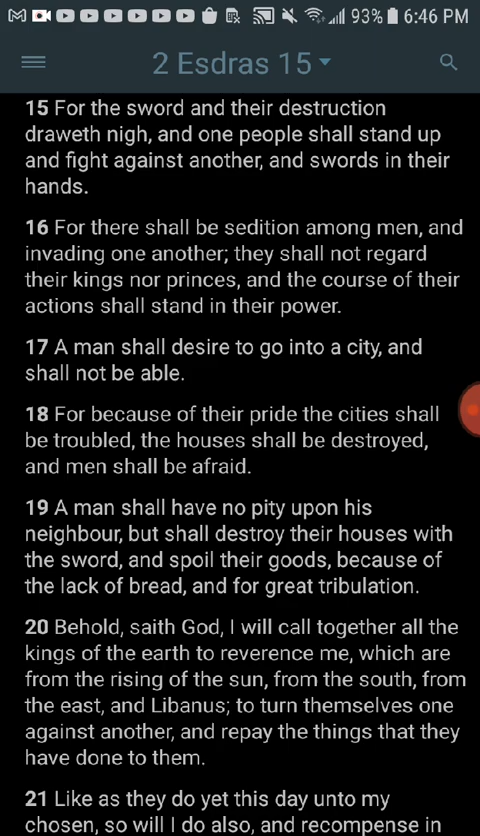 93% 6:46 PM
2 Esdras 15
15 For the sword and their destruction
draweth nigh, and one people shall stand up
and fight against another, and swords in their
hands.
16 For there shall be sedition among men, and
invading one another; they shall not regard
their kings nor princes, and the course of their
actions shall stand in their power.
17 A man shall desire to go into a city, and
shall not be able.
18 For because of their pride the cities shall
be troubled, the houses shall be destroyed,
and men shall be afraid.
19 A man shall have no pity upon his
neighbour, but shall destroy their houses with
the sword, and spoil their goods, because of
the lack of bread, and for great tribulation.
20 Behold, saith God, I will call together all the
kings of the earth to reverence me, which are
from the rising of the sun, from the south, from
the east, and Libanus; to turn themselves one
against another, and repay the things that they
have done to them.
21 Like as they do yet this day unto my
chosen, so will I do also, and recompense in